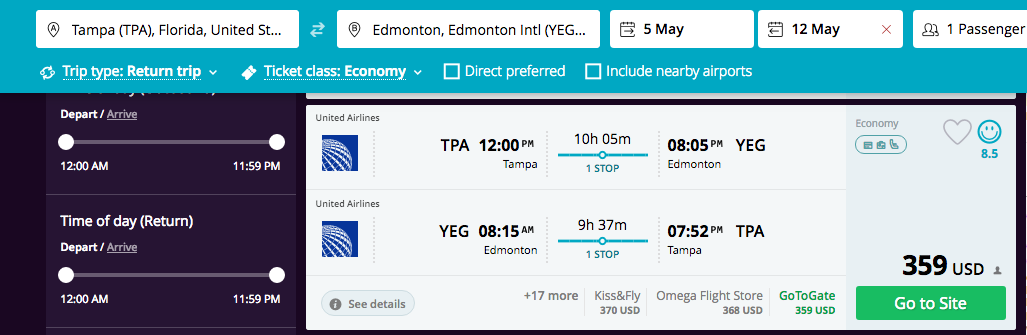 A Tampa (TPA), Florida, United St...
B Edmonton, Edmonton Intl (YEG...
5 May
12 May
1 Passenger
Trip type: Return trip
Ticket class: Economy
Direct preferred
Include nearby airports
Depart / Arrive
12:00 AM 11:59 PM
Time of day (Return)
Depart / Arrive
12:00 AM 11:59 PM
United Airlines
TPA 12:00 PM
Tampa
10h 05m
1 STOP
08:05 PM YEG
Edmonton
United Airlines
YEG 08:15 AM
Edmonton
9h 37m
1 STOP
07:52 PM TPA
Tampa
See details
+17 more
Kiss&Fly
370 USD
Omega Flight Store
368 USD
GoToGate
359 USD
Economy
8.5
359 USD
Go to Site